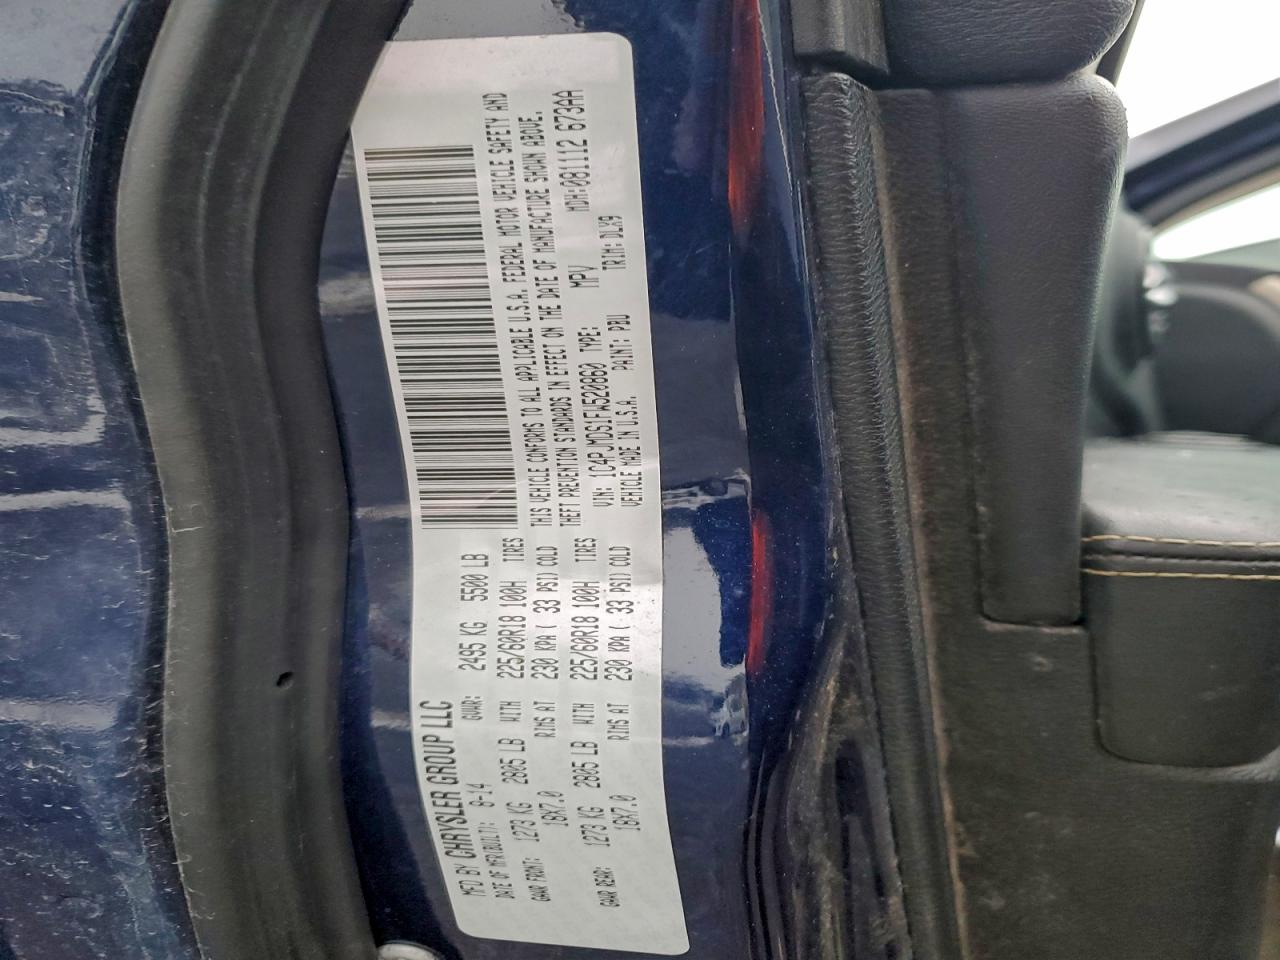 MFD BY CHRYSLER GROUP LLC
DATE OF MFR(BUILT): 8-14 GVWR: 2495 KG 5500 LB
GAWR FRONT: 1273 KG 2805 LB WITH 225/60R18 100H TIRES
18X7.0 RIMS AT 230 KPA ( 33 PSI) COLD
GAWR REAR: 1273 KG 2805 LB WITH 225/60R18 100H TIRES
18X7.0 RIMS AT 230 KPA ( 33 PSI) COLD
THIS VEHICLE CONFORMS TO ALL APPLICABLE U.S.A. FEDERAL MOTOR VEHICLE SAFETY AND
THEFT PREVENTION STANDARDS IN EFFECT ON THE DATE OF MANUFACTURE SHOWN ABOVE.
VIN: 1C4PJMDS1FW520860 TYPE: MPV MDH:081112 673AA
VEHICLE MADE IN U.S.A. PAINT: PBU TRIM: DLX9